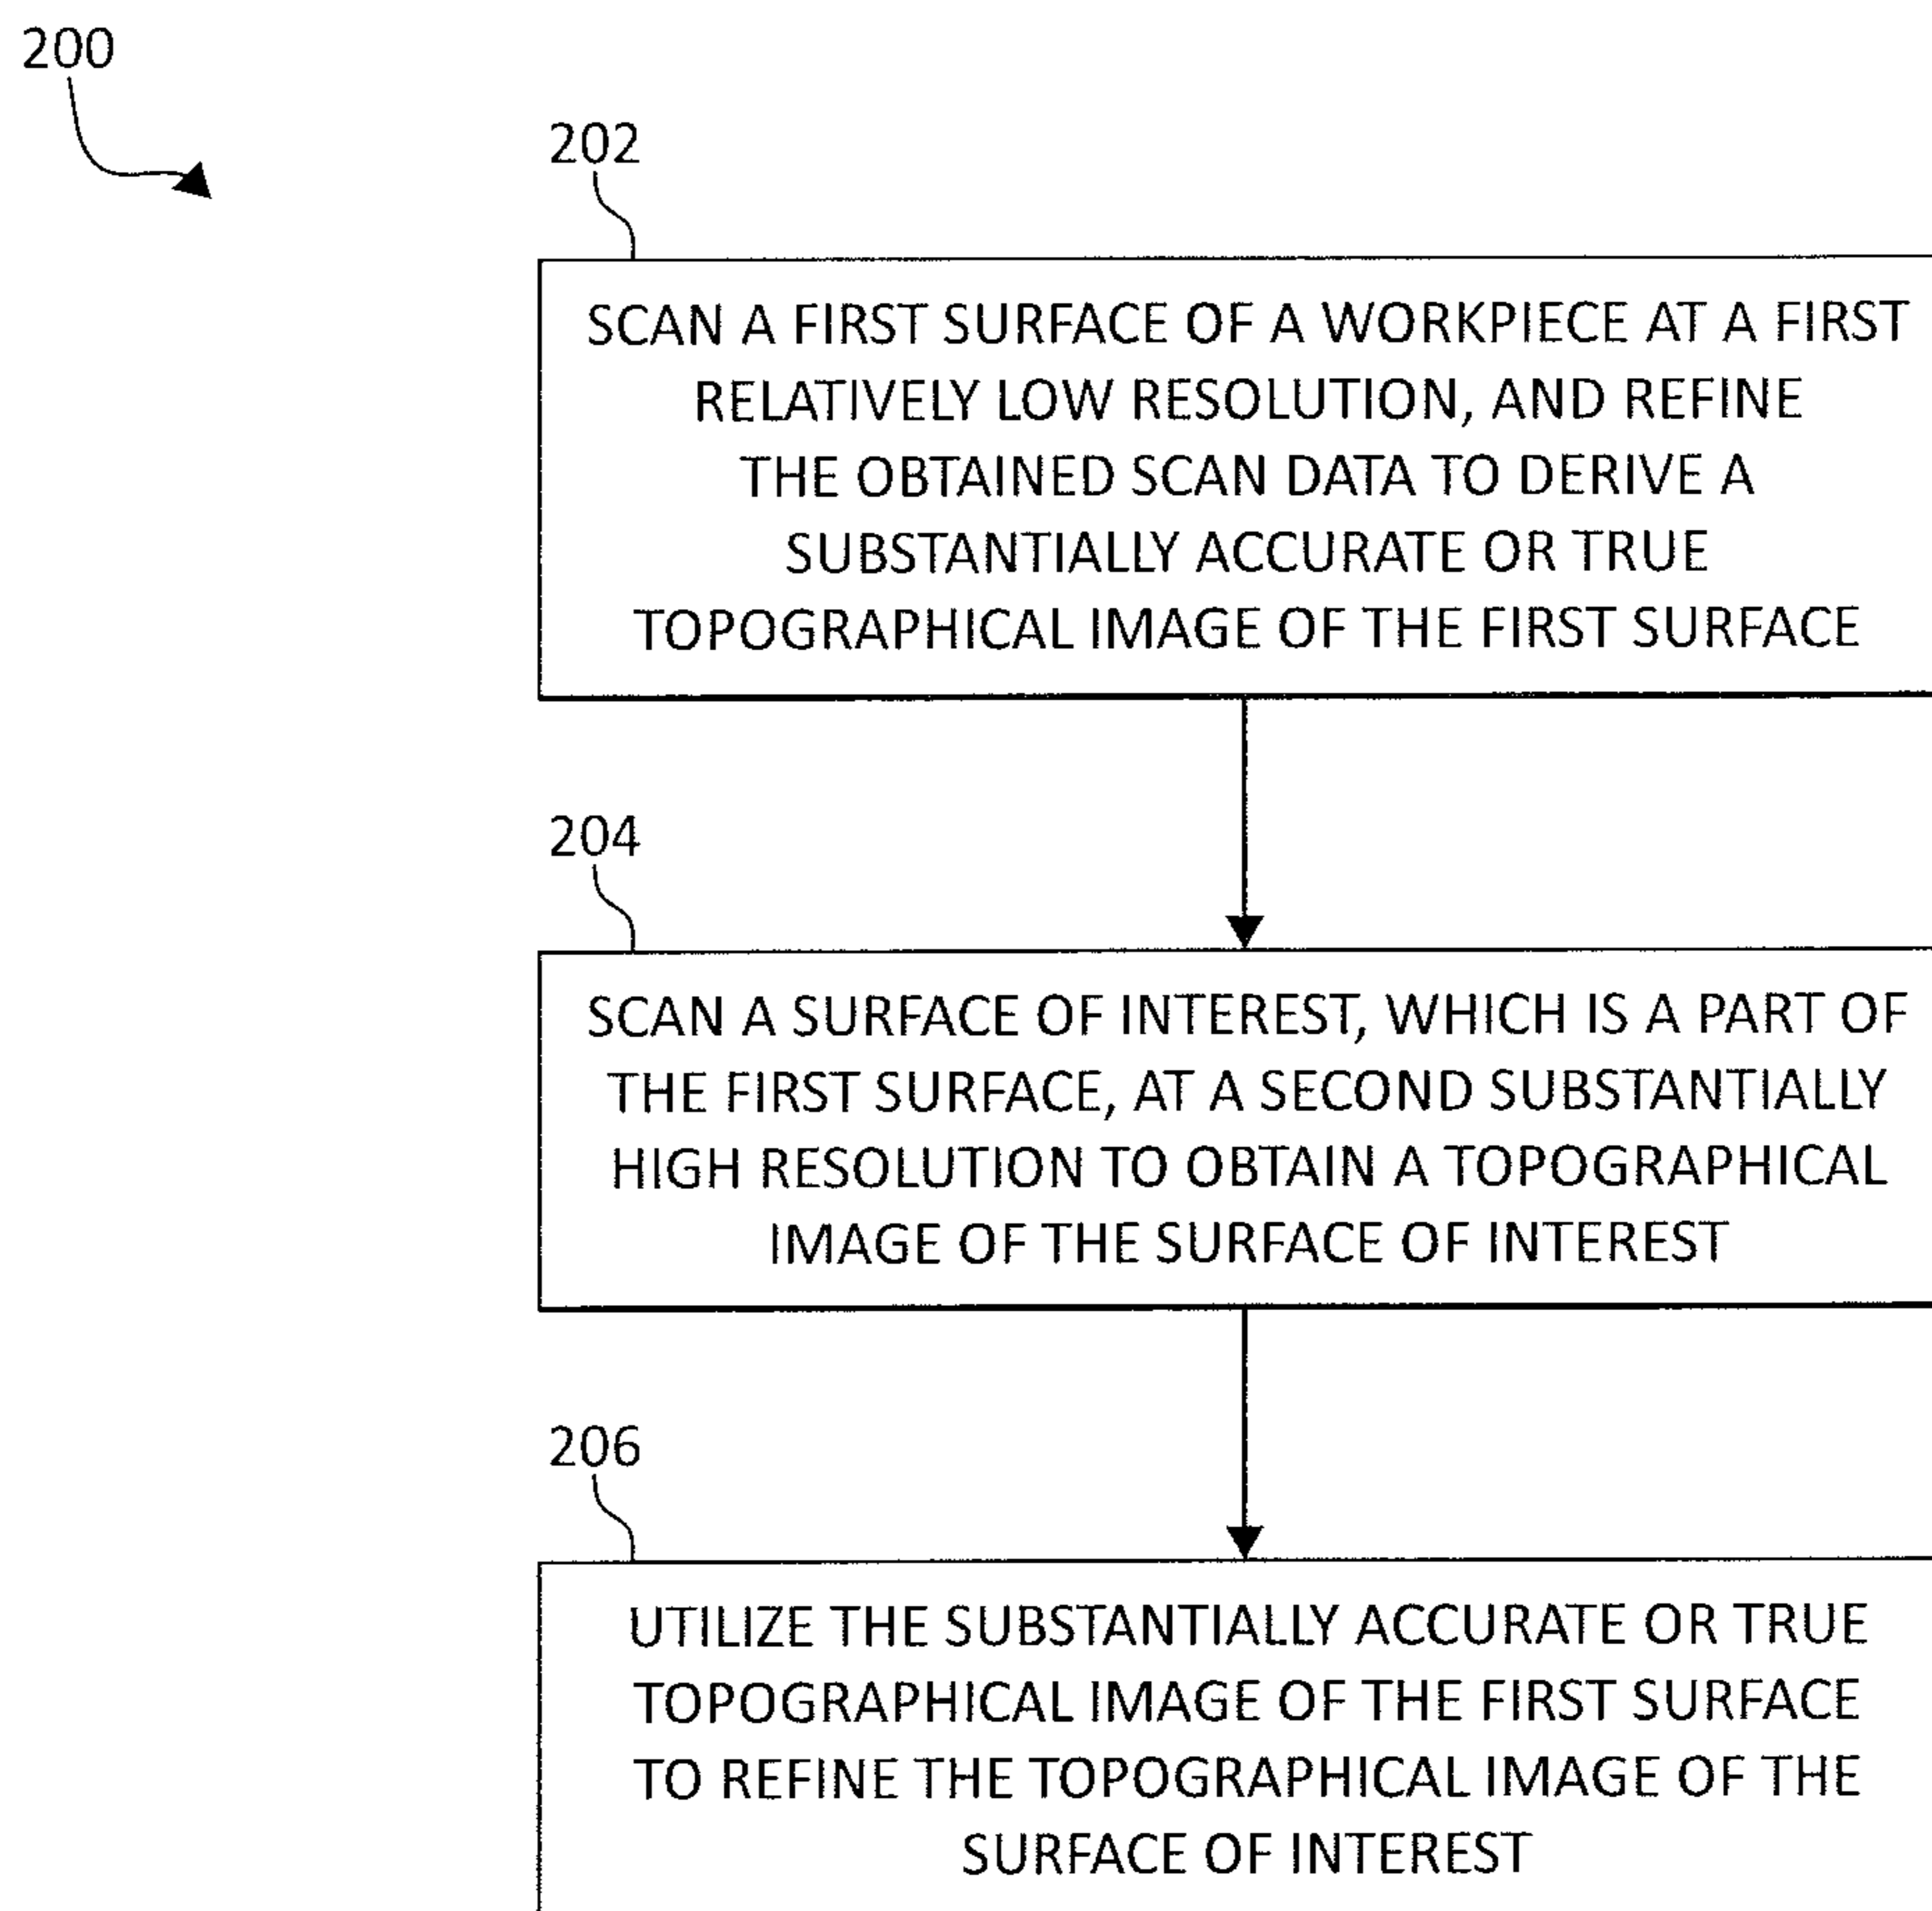 200
202
SCAN A FIRST SURFACE OF A WORKPIECE AT A FIRST
RELATIVELY LOW RESOLUTION, AND REFINE
THE OBTAINED SCAN DATA TO DERIVE A
SUBSTANTIALLY ACCURATE OR TRUE
TOPOGRAPHICAL IMAGE OF THE FIRST SURFACE
204
SCAN A SURFACE OF INTEREST, WHICH IS A PART OF
THE FIRST SURFACE, AT A SECOND SUBSTANTIALLY
HIGH RESOLUTION TO OBTAIN A TOPOGRAPHICAL
IMAGE OF THE SURFACE OF INTEREST
206
UTILIZE THE SUBSTANTIALLY ACCURATE OR TRUE
TOPOGRAPHICAL IMAGE OF THE FIRST SURFACE
TO REFINE THE TOPOGRAPHICAL IMAGE OF THE
SURFACE OF INTEREST